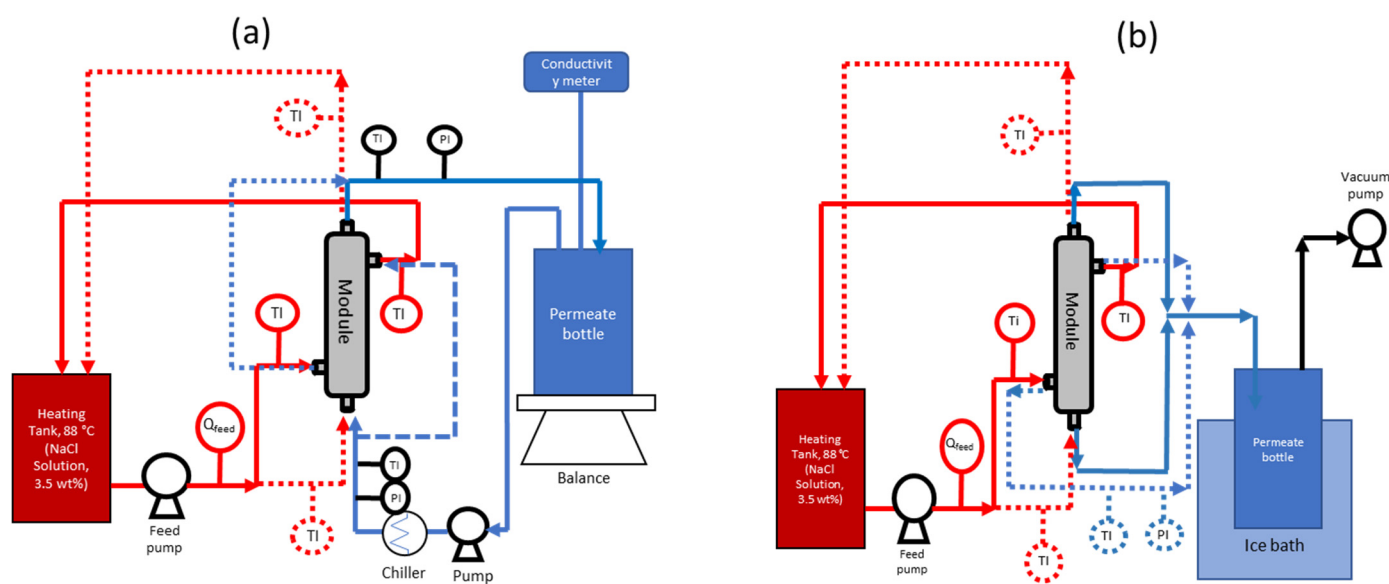 (a)
TI
TI
PI
Conductivit
y meter
TI
TI
Module
Permeate
bottle
Heating
Tank, 88 °C
(NaCl
Solution,
3.5 wt%)
Qfeed
Feed
pump
TI
TI
PI
Chiller
Pump
Balance
(b)
TI
Vacuum
pump
Ti
TI
Module
Heating
Tank, 88 °C
(NaCl
Solution,
3.5 wt%)
Qfeed
Feed
pump
TI
TI
PI
Permeate
bottle
Ice bath